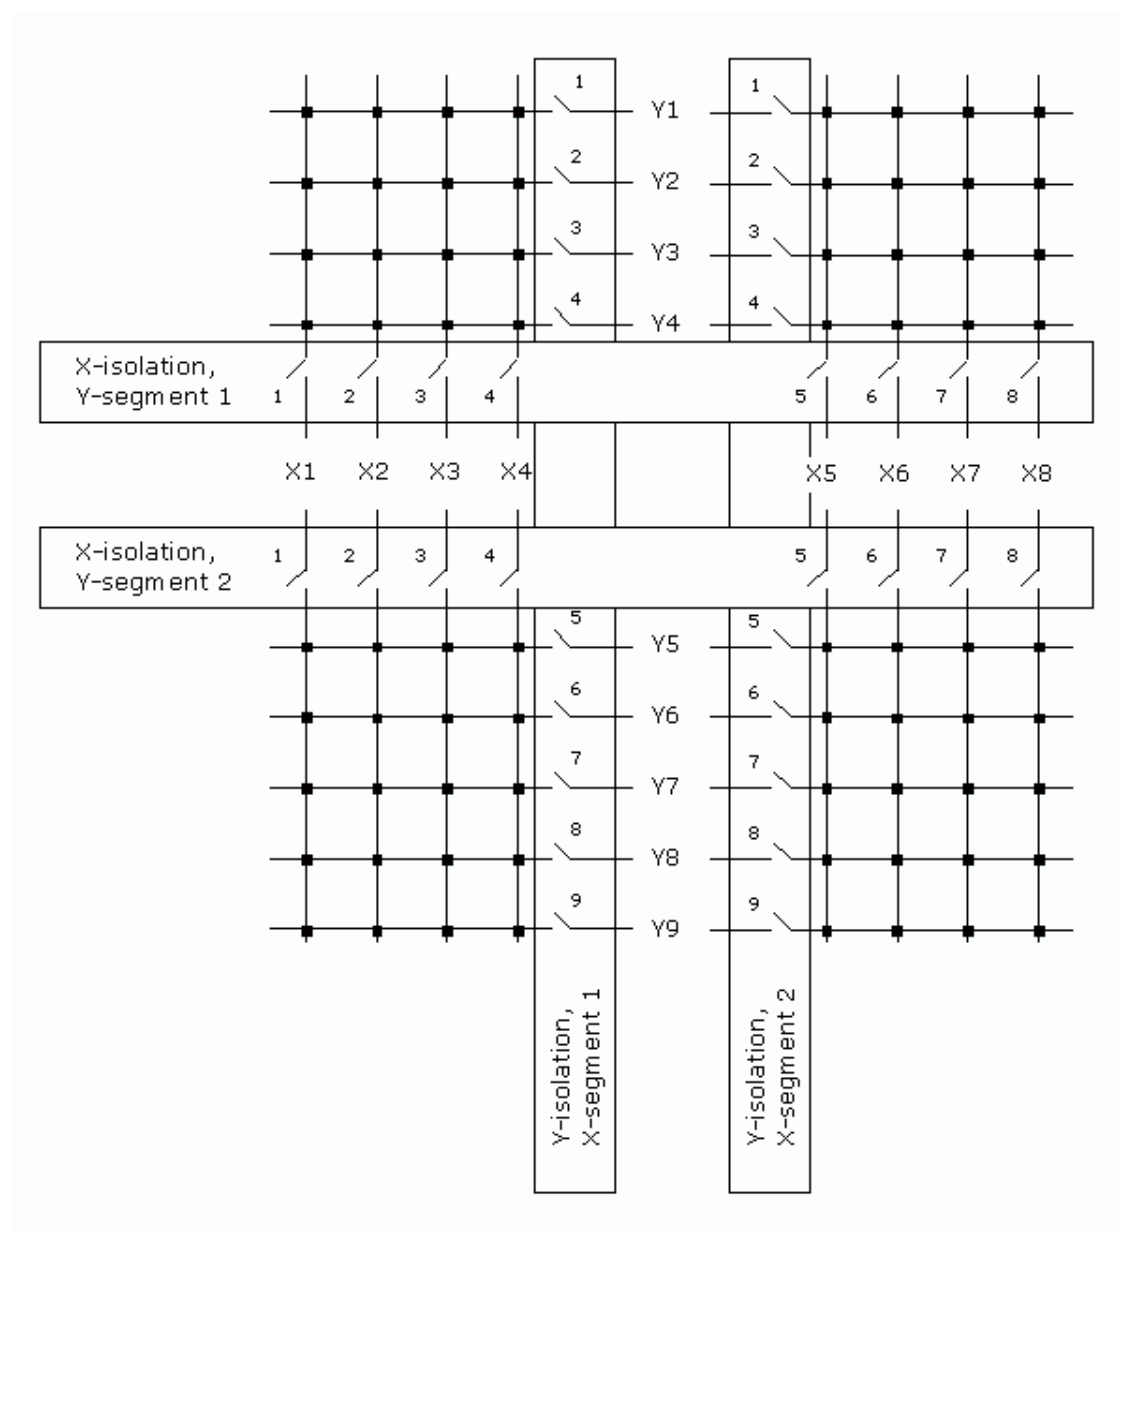 1 1
Y1
2 2
Y2
3 3
Y3
4 4
Y4
X-isolation,
Y-segment 1 1 2 3 4 5 6 7 8
X1 X2 X3 X4 X5 X6 X7 X8
X-isolation, 1 2 3 4 5 6 7 8
Y-segment 2
5 5
Y5
6 6
Y6
7 7
Y7
8 8
Y8
9 9
Y9
Y-isolation,
X-segment 1
Y-isolation,
X-segment 2